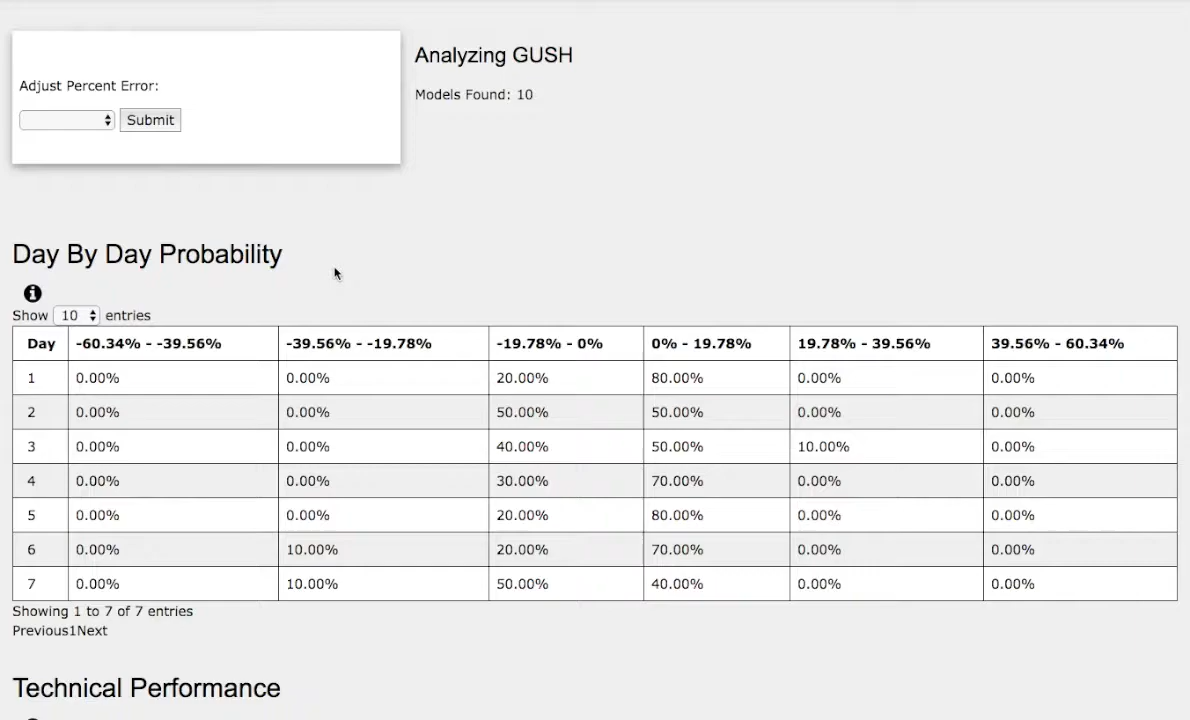 Analyzing GUSH
Adjust Percent Error:
Models Found: 10
Submit
Day By Day Probability
Show 10 entries
Day -60.34% - -39.56% -39.56% - -19.78% -19.78% - 0% 0% - 19.78% 19.78% - 39.56% 39.56% - 60.34%
1 0.00% 0.00% 20.00% 80.00% 0.00% 0.00%
2 0.00% 0.00% 50.00% 50.00% 0.00% 0.00%
3 0.00% 0.00% 40.00% 50.00% 10.00% 0.00%
4 0.00% 0.00% 30.00% 70.00% 0.00% 0.00%
5 0.00% 0.00% 20.00% 80.00% 0.00% 0.00%
6 0.00% 10.00% 20.00% 70.00% 0.00% 0.00%
7 0.00% 10.00% 50.00% 40.00% 0.00% 0.00%
Showing 1 to 7 of 7 entries
Previous1Next
Technical Performance